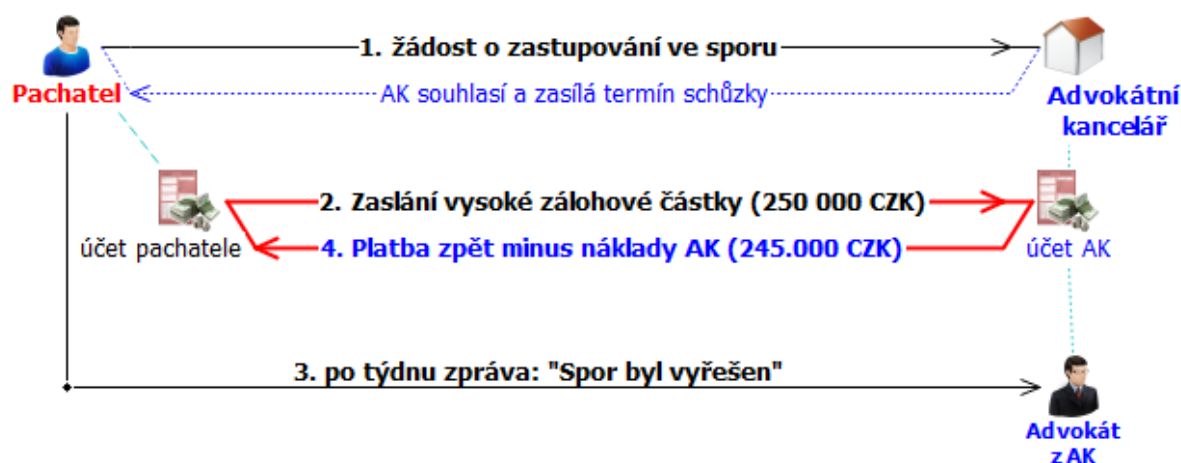 1. žádost o zastupování ve sporu
Pachatel
AK souhlasí a zasílá termín schůzky
Advokátní
kancelář
2. Zaslání vysoké zálohové částky (250 000 CZK)
účet pachatele
4. Platba zpět minus náklady AK (245.000 CZK)
účet AK
3. po týdnu zpráva: "Spor byl vyřešen"
Advokát
z AK